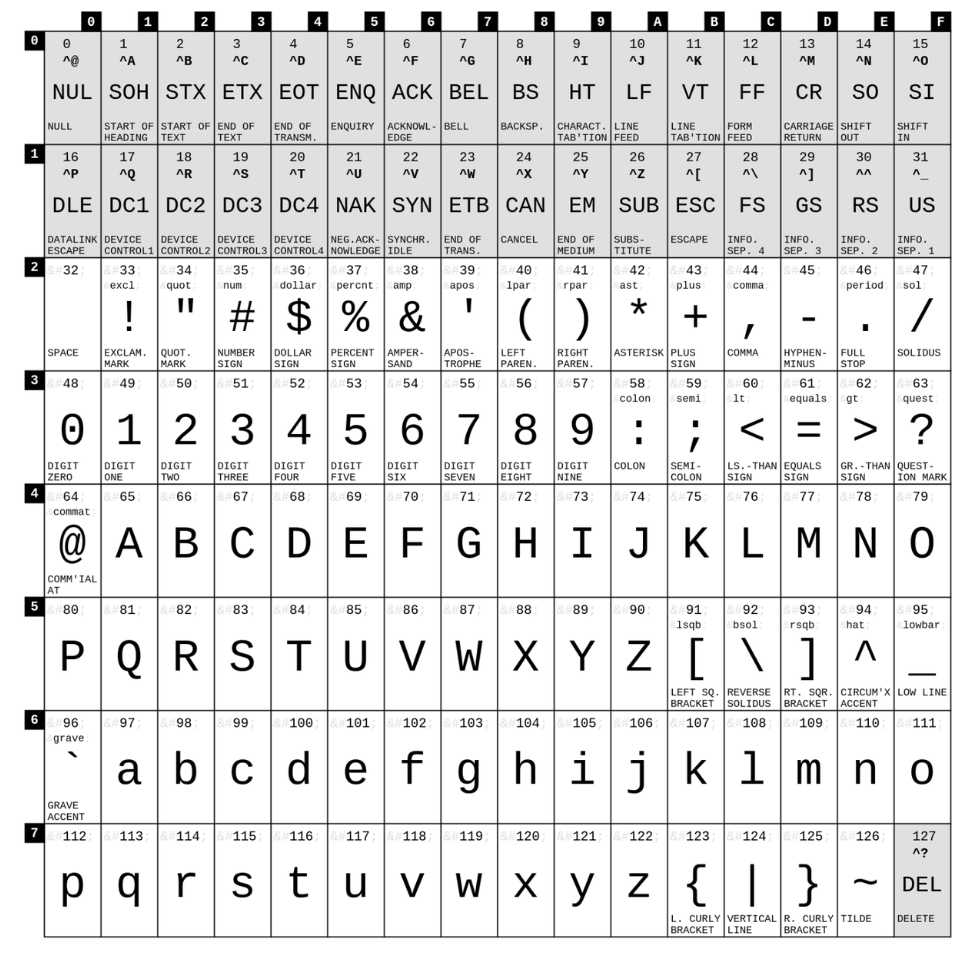 0 1 2 3 4 5 6 7 8 9 A B C D E F
0 0 1 2 3 4 5 6 7 8 9 10 11 12 13 14 15
^@ ^A ^B ^C ^D ^E ^F ^G ^H ^I ^J ^K ^L ^M ^N ^O
NUL SOH STX ETX EOT ENQ ACK BEL BS HT LF VT FF CR SO SI
NULL START OF START OF END OF END OF ENQUIRY ACKNOWL- BELL BACKSP. CHARACT. LINE LINE FORM CARRIAGE SHIFT SHIFT
HEADING TEXT TEXT TRANSM. EDGE TAB'TION FEED TAB'TION FEED RETURN OUT IN
1 16 17 18 19 20 21 22 23 24 25 26 27 28 29 30 31
^P ^Q ^R ^S ^T ^U ^V ^W ^X ^Y ^Z ^[ ^\ ^] ^^ ^_
DLE DC1 DC2 DC3 DC4 NAK SYN ETB CAN EM SUB ESC FS GS RS US
DATALINK DEVICE DEVICE DEVICE DEVICE NEG.ACK- SYNCHR. END OF CANCEL END OF SUBS- ESCAPE INFO. INFO. INFO. INFO.
ESCAPE CONTROL1 CONTROL2 CONTROL3 CONTROL4 NOWLEDGE IDLE TRANS. MEDIUM TITUTE SEP. 4 SEP. 3 SEP. 2 SEP. 1
2 &#32; &#33; &#34; &#35; &#36; &#37; &#38; &#39; &#40; &#41; &#42; &#43; &#44; &#45; &#46; &#47;
&excl; &quot; &num; &dollar; &percnt; &amp; &apos; &lpar; &rpar; &ast; &plus; &comma; &period; &sol;
! " # $ % & ' ( ) * + , - . /
SPACE EXCLAM. QUOT. NUMBER DOLLAR PERCENT AMPER- APOS- LEFT RIGHT ASTERISK PLUS COMMA HYPHEN- FULL SOLIDUS
MARK MARK SIGN SIGN SIGN SAND TROPHE PAREN. PAREN. SIGN MINUS STOP
3 &#48; &#49; &#50; &#51; &#52; &#53; &#54; &#55; &#56; &#57; &#58; &#59; &#60; &#61; &#62; &#63;
&colon; &semi; &lt; &equals; &gt; &quest;
0 1 2 3 4 5 6 7 8 9 : ; < = > ?
DIGIT DIGIT DIGIT DIGIT DIGIT DIGIT DIGIT DIGIT DIGIT DIGIT COLON SEMI- LS.-THAN EQUALS GR.-THAN QUEST-
ZERO ONE TWO THREE FOUR FIVE SIX SEVEN EIGHT NINE COLON SIGN SIGN SIGN ION MARK
4 &#64; &#65; &#66; &#67; &#68; &#69; &#70; &#71; &#72; &#73; &#74; &#75; &#76; &#77; &#78; &#79;
&commat;
@ A B C D E F G H I J K L M N O
COMM'IAL
AT
5 &#80; &#81; &#82; &#83; &#84; &#85; &#86; &#87; &#88; &#89; &#90; &#91; &#92; &#93; &#94; &#95;
&lsqb; &bsol; &rsqb; &hat; &lowbar;
P Q R S T U V W X Y Z [ \ ] ^ _
LEFT SQ. REVERSE RT. SQR. CIRCUM'X LOW LINE
BRACKET SOLIDUS BRACKET ACCENT
6 &#96; &#97; &#98; &#99; &#100; &#101; &#102; &#103; &#104; &#105; &#106; &#107; &#108; &#109; &#110; &#111;
&grave;
` a b c d e f g h i j k l m n o
GRAVE
ACCENT
7 &#112; &#113; &#114; &#115; &#116; &#117; &#118; &#119; &#120; &#121; &#122; &#123; &#124; &#125; &#126; 127
^?
p q r s t u v w x y z { | } ~ DEL
L. CURLY VERTICAL R. CURLY TILDE DELETE
BRACKET LINE BRACKET